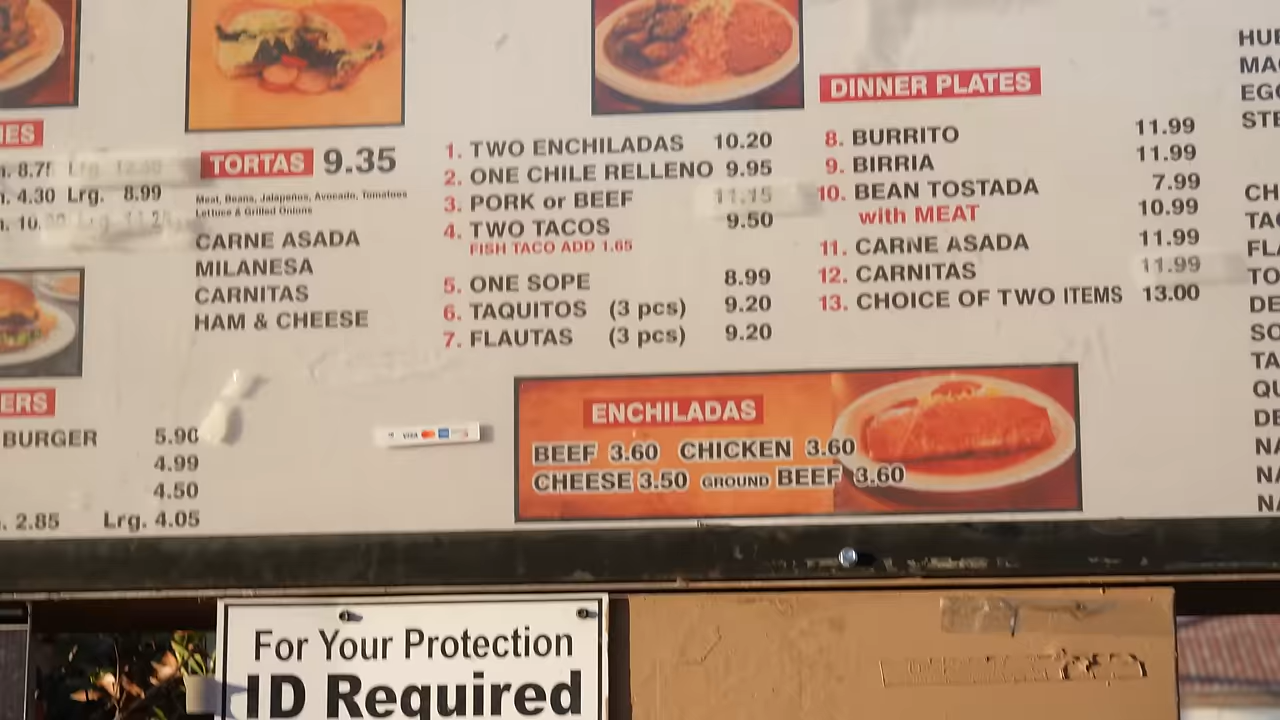 TORTAS 9.35
Meat, Beans, Jalapeños, Avocado, Tomatoes
Lettuce & Grilled Onions
CARNE ASADA
MILANESA
CARNITAS
HAM & CHEESE
4.30 Lrg. 8.99
BURGER 5.90
4.99
4.50
2.85 Lrg. 4.05
1. TWO ENCHILADAS 10.20
2. ONE CHILE RELLENO 9.95
3. PORK or BEEF 11.15
4. TWO TACOS 9.50
FISH TACO ADD 1.65
5. ONE SOPE 8.99
6. TAQUITOS (3 pcs) 9.20
7. FLAUTAS (3 pcs) 9.20
DINNER PLATES
8. BURRITO 11.99
9. BIRRIA 11.99
10. BEAN TOSTADA 7.99
with MEAT 10.99
11. CARNE ASADA 11.99
12. CARNITAS 11.99
13. CHOICE OF TWO ITEMS 13.00
VISA
ENCHILADAS
BEEF 3.60 CHICKEN 3.60
CHEESE 3.50 GROUND BEEF 3.60
For Your Protection
ID Required